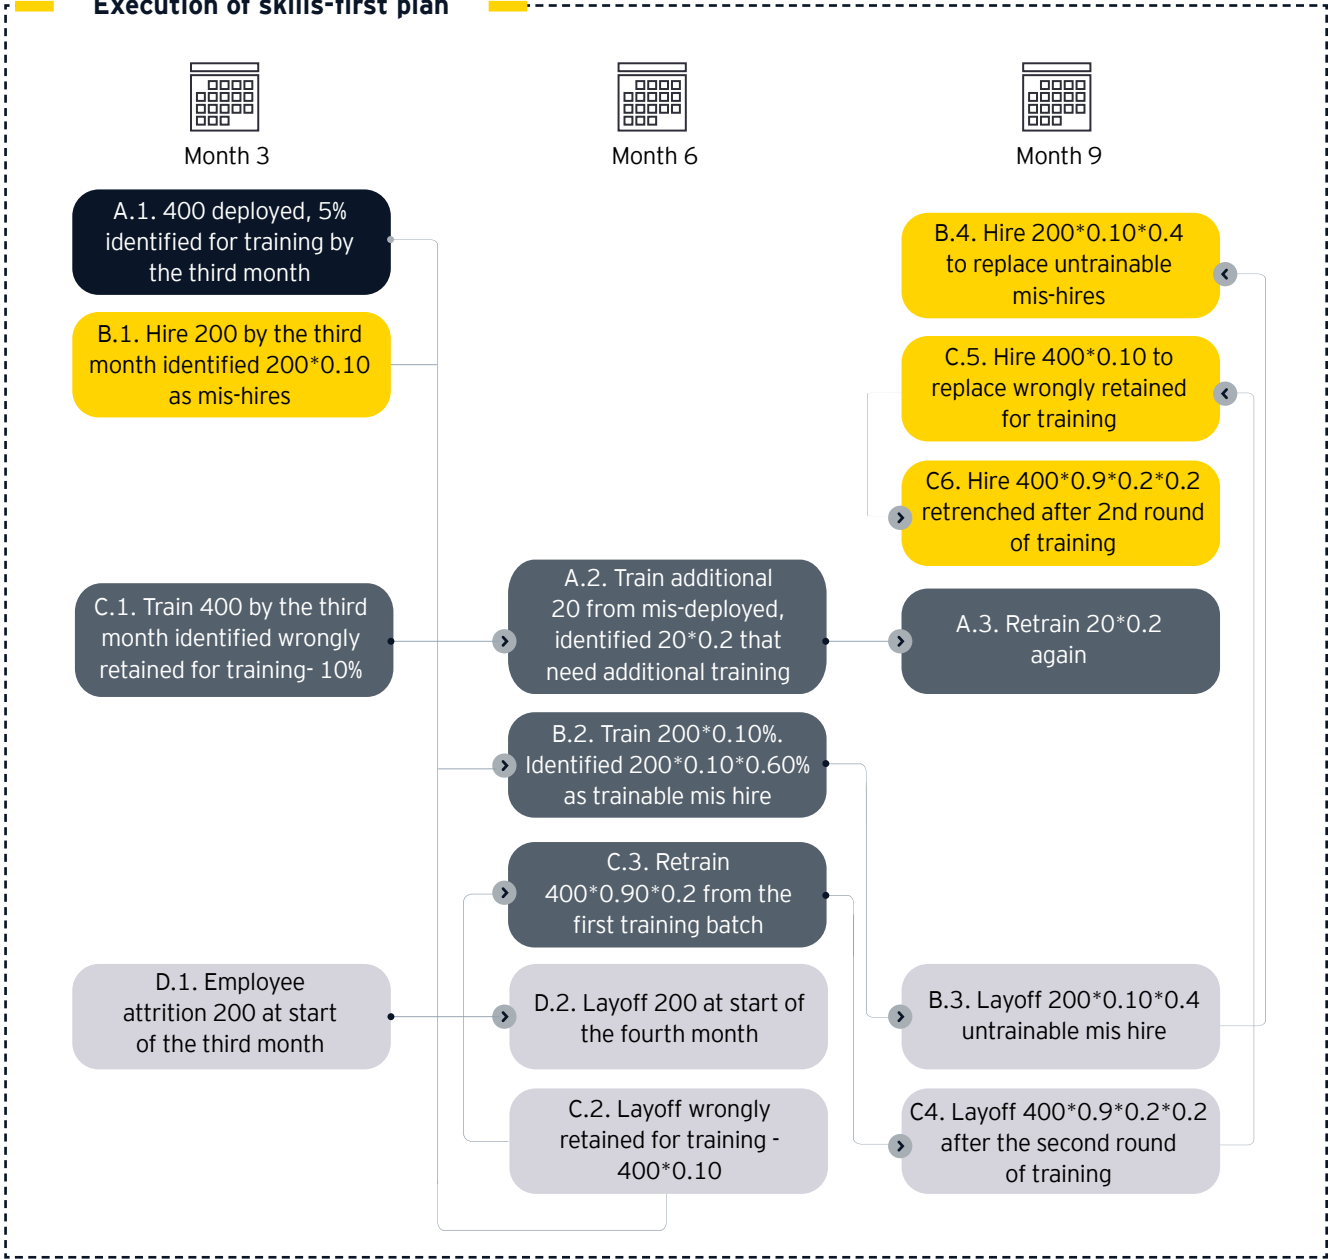 Execution of skills-first plan
Month 3
Month 6
Month 9
A.1. 400 deployed, 5%
identified for training by
the third month
B.1. Hire 200 by the third
month identified 200*0.10
as mis-hires
C.1. Train 400 by the third
month identified wrongly
retained for training- 10%
D.1. Employee
attrition 200 at start
of the third month
A.2. Train additional
20 from mis-deployed,
identified 20*0.2 that
need additional training
B.2. Train 200*0.10%.
Identified 200*0.10*0.60%
as trainable mis hire
C.3. Retrain
400*0.90*0.2 from the
first training batch
D.2. Layoff 200 at start of
the fourth month
C.2. Layoff wrongly
retained for training -
400*0.10
B.4. Hire 200*0.10*0.4
to replace untrainable
mis-hires
C.5. Hire 400*0.10 to
replace wrongly retained
for training
C6. Hire 400*0.9*0.2*0.2
retrenched after 2nd round
of training
A.3. Retrain 20*0.2
again
B.3. Layoff 200*0.10*0.4
untrainable mis hire
C4. Layoff 400*0.9*0.2*0.2
after the second round
of training